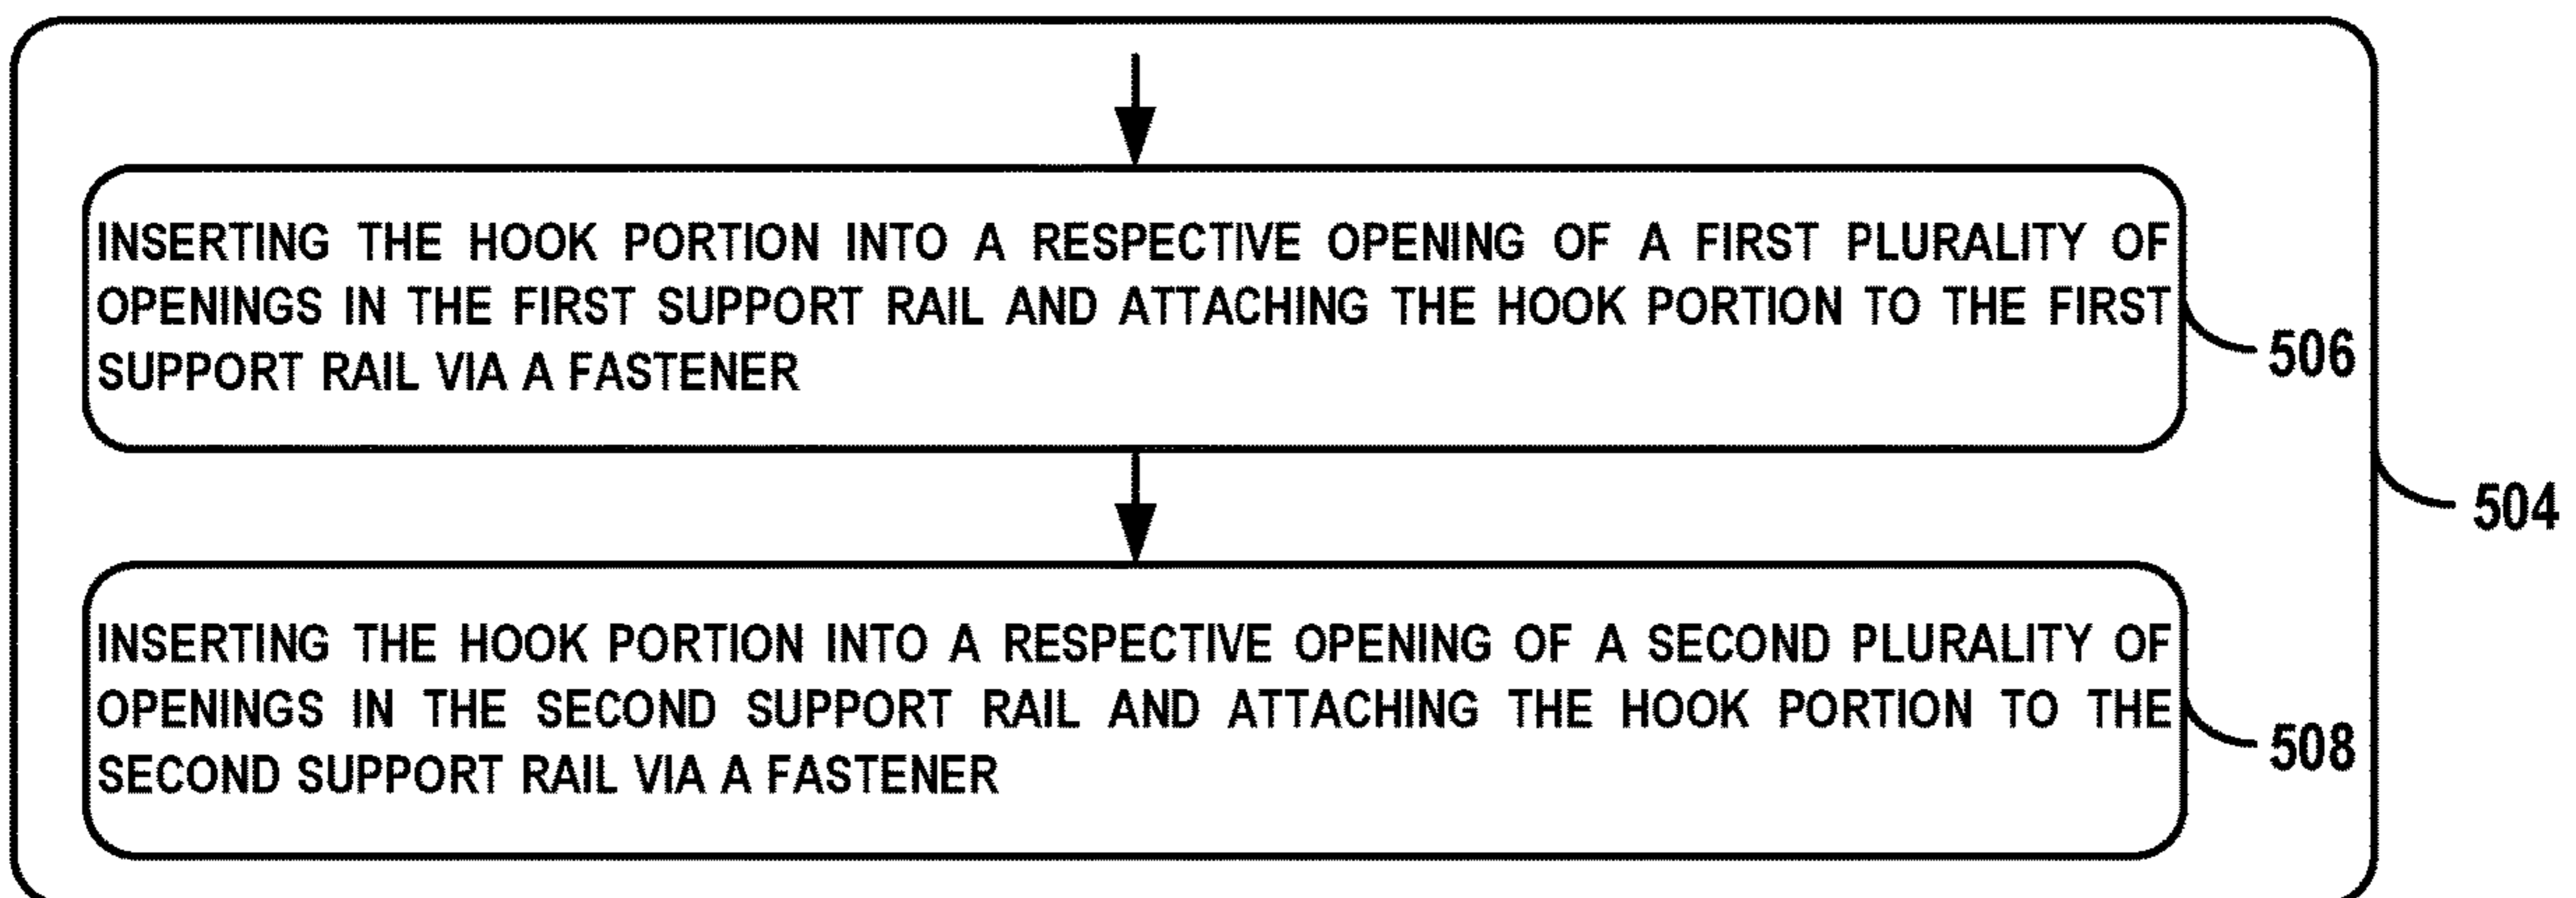 INSERTING THE HOOK PORTION INTO A RESPECTIVE OPENING OF A FIRST PLURALITY OF
OPENINGS IN THE FIRST SUPPORT RAIL AND ATTACHING THE HOOK PORTION TO THE FIRST
SUPPORT RAIL VIA A FASTENER
506
504
INSERTING THE HOOK PORTION INTO A RESPECTIVE OPENING OF A SECOND PLURALITY OF
OPENINGS IN THE SECOND SUPPORT RAIL AND ATTACHING THE HOOK PORTION TO THE
SECOND SUPPORT RAIL VIA A FASTENER
508